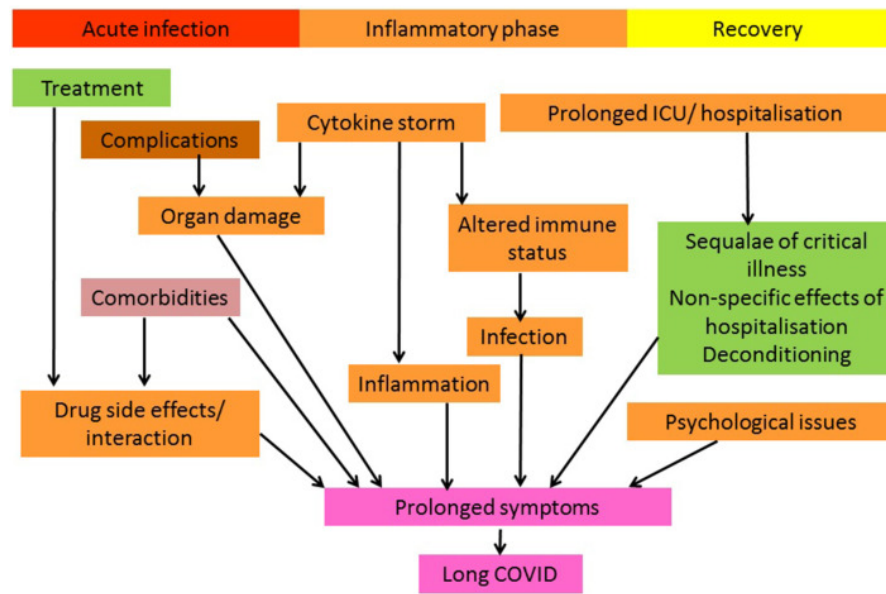 Acute infection
Inflammatory phase
Recovery
Treatment
Complications
Cytokine storm
Prolonged ICU/ hospitalisation
Organ damage
Altered immune
status
Sequalae of critical
illness
Non-specific effects of
hospitalisation
Deconditioning
Comorbidities
Infection
Inflammation
Drug side effects/
interaction
Psychological issues
Prolonged symptoms
Long COVID